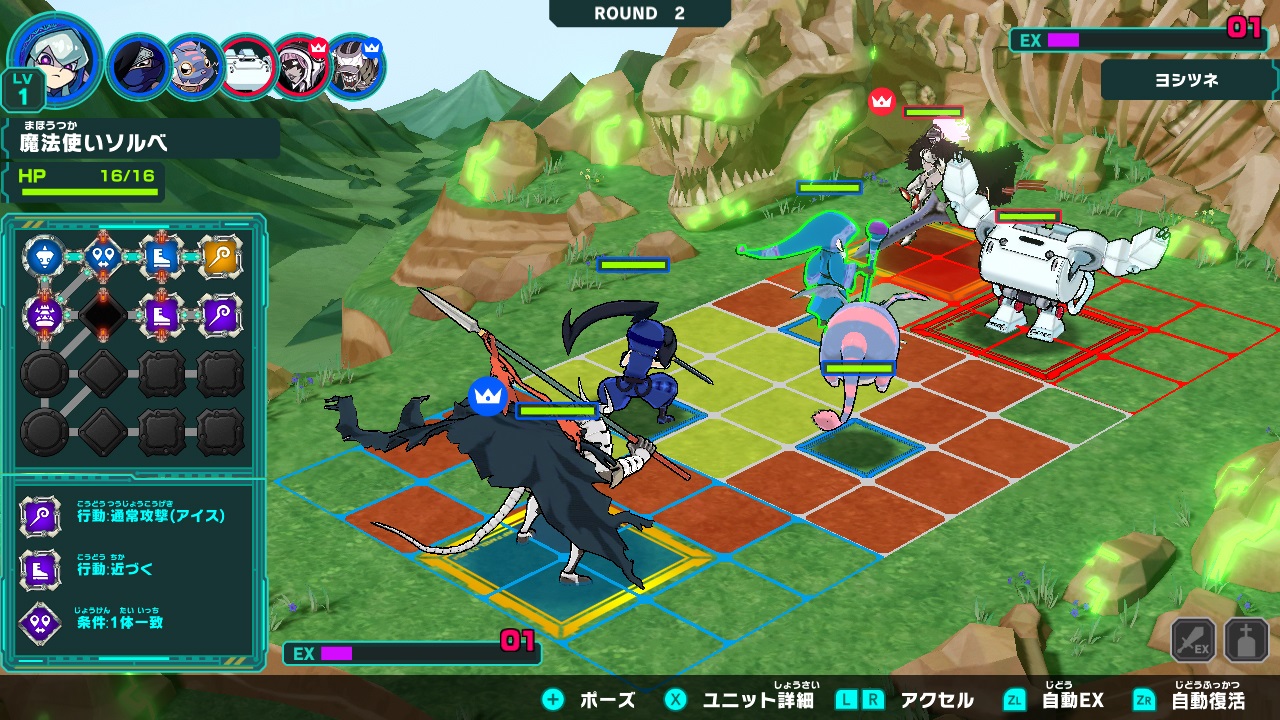 ROUND 2
EX 01
ヨシツネ
LV
1
まほうつか
魔法使いソルベ
HP 16/16
こうどうつうじょうこうげき
行動:通常攻撃(アイス)
こうどう ちか
行動:近づく
じょうけん たいいっち
条件:1体一致
EX 01
EX
しょうさい じどう じどうふっかつ
+ ポーズ X ユニット詳細 L R アクセル ZL 自動EX ZR 自動復活